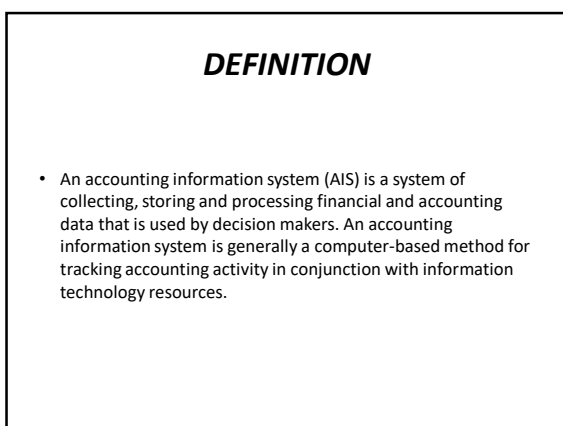 DEFINITION
• An accounting information system (AIS) is a system of
collecting, storing and processing financial and accounting
data that is used by decision makers. An accounting
information system is generally a computer-based method for
tracking accounting activity in conjunction with information
technology resources.